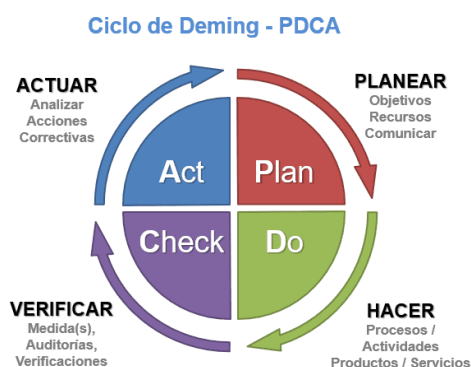 Ciclo de Deming - PDCA
ACTUAR
Analizar
Acciones
Correctivas
PLANEAR
Objetivos
Recursos
Comunicar
Act
Plan
Check
Do
VERIFICAR
Medida(s),
Auditorías,
Verificaciones
HACER
Procesos /
Actividades
Productos / Servicios